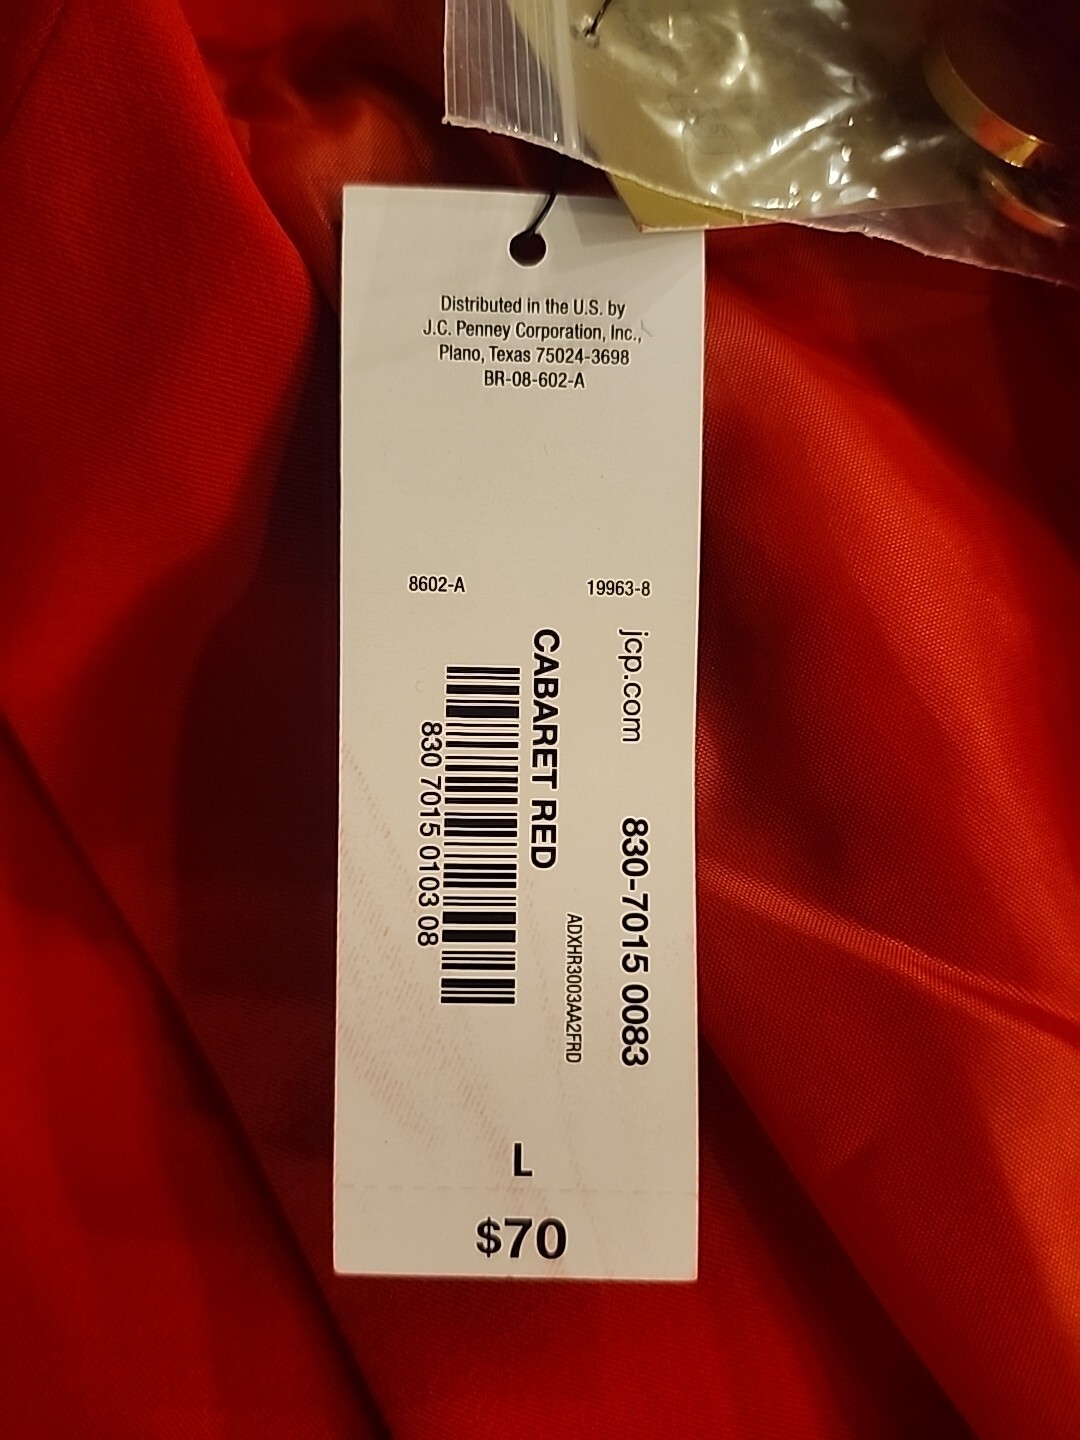 Distributed in the U.S. by
J.C. Penney Corporation, Inc.,
Plano, Texas 75024-3698
BR-08-602-A
8602-A
19963-8
jcp.com 830-7015 0083
ADXHR3003AA2FRD
CABARET RED
830 7015 0103 08
L
$70